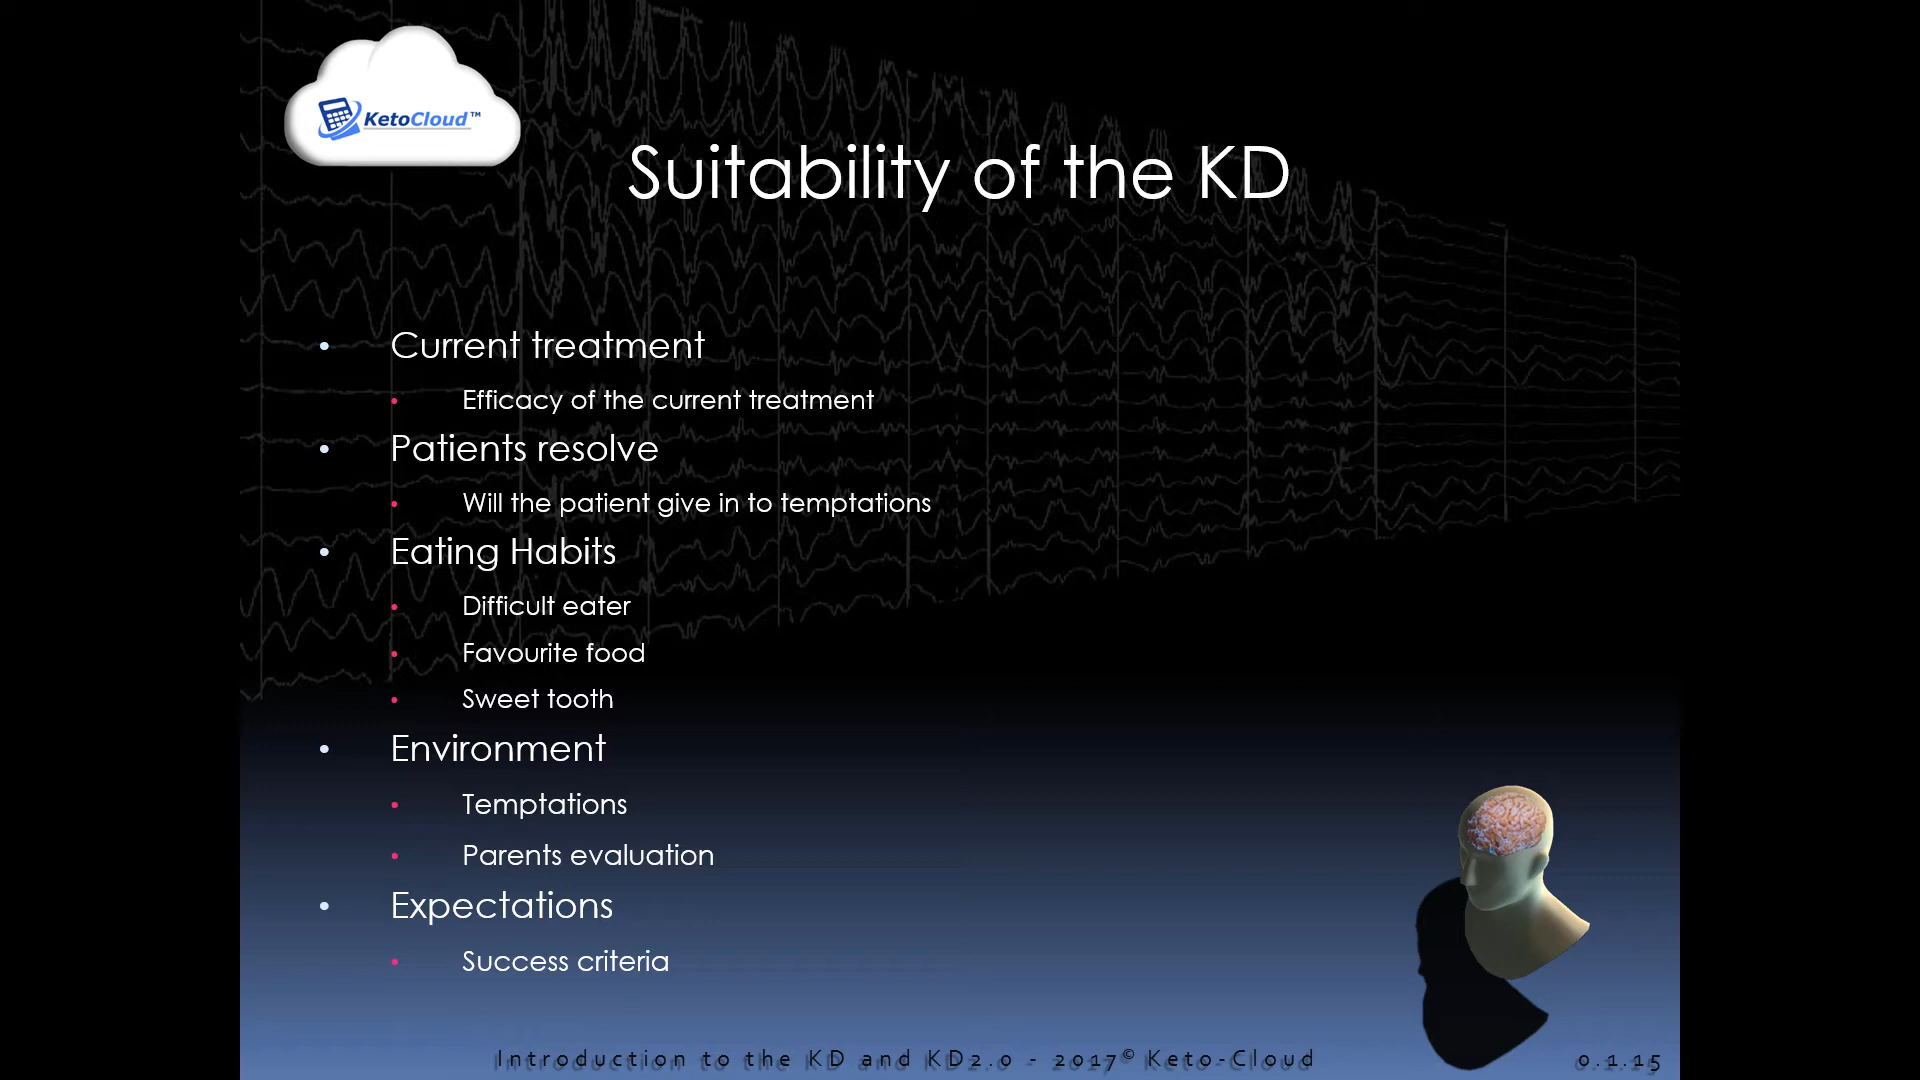 KetoCloud™
Suitability of the KD
• Current treatment
• Efficacy of the current treatment
• Patients resolve
• Will the patient give in to temptations
• Eating Habits
• Difficult eater
• Favourite food
• Sweet tooth
• Environment
• Temptations
• Parents evaluation
• Expectations
• Success criteria
Introduction to the KD and KD2.0 - 2017© Keto-Cloud 0.1.15